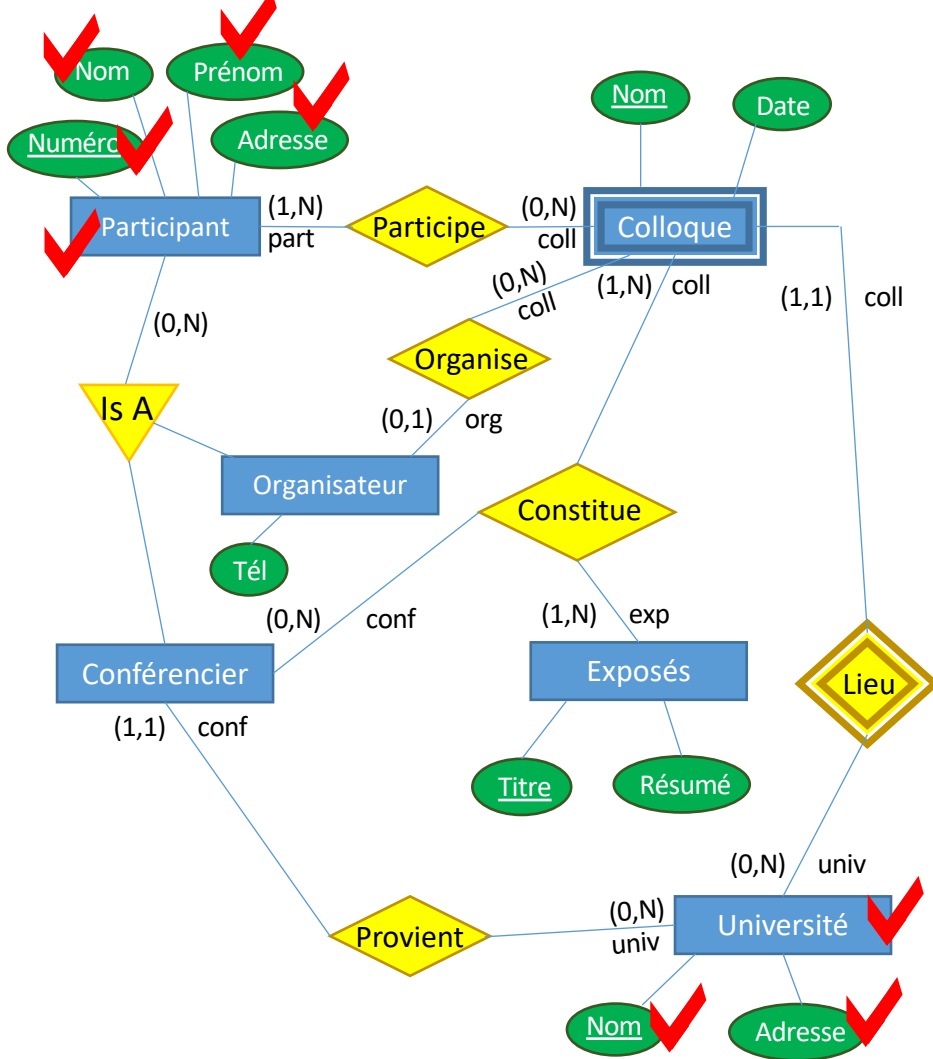 Nom
Prénom
Numéro
Adresse
Nom
Date
Participant
(1,N)
part
Participe
(0,N)
coll
Colloque
(0,N)
coll
(1,N) coll
(1,1) coll
(0,N)
Is A
Organise
(0,1) org
Organisateur
Tél
Constitue
(0,N) conf
(1,N) exp
Conférencier
Exposés
Lieu
(1,1) conf
Titre
Résumé
(0,N) univ
Provient
(0,N)
univ
Université
Nom
Adresse